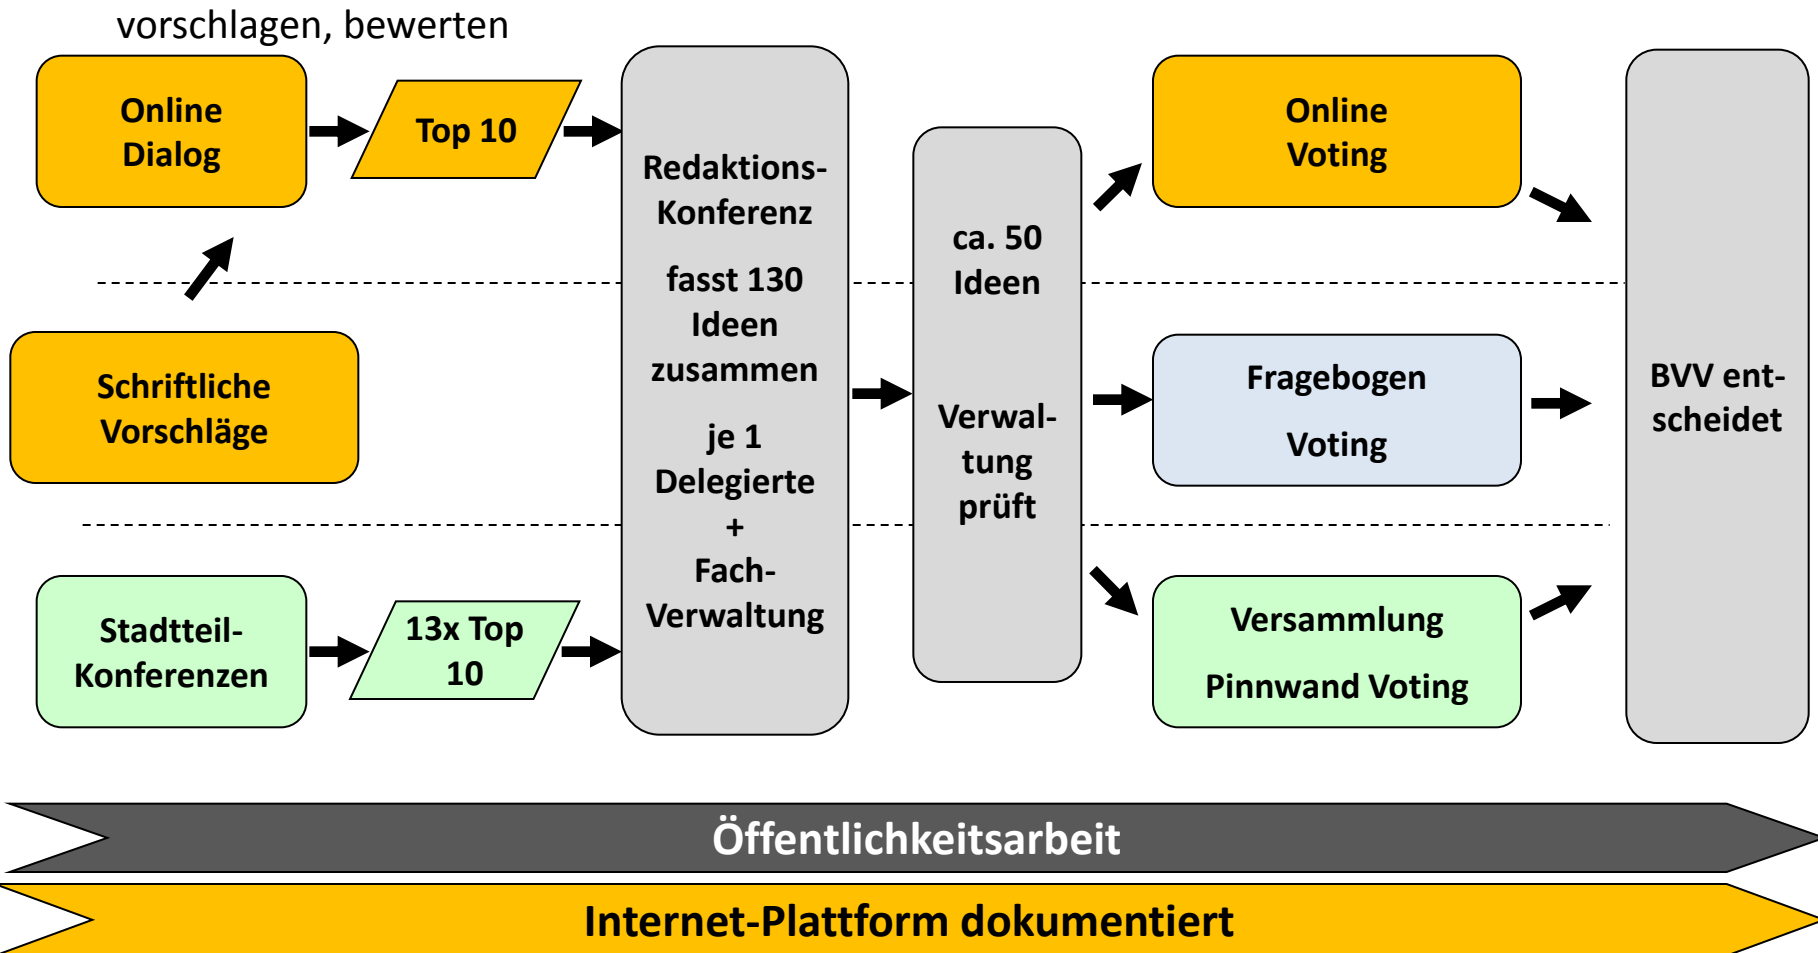 vorschlagen, bewerten
Online
Dialog
Top 10
Schriftliche
Vorschläge
Stadtteil-
Konferenzen
13x Top
10
Redaktions-
Konferenz
fasst 130
Ideen
zusammen
je 1
Delegierte
+
Fach-
Verwaltung
ca. 50
Ideen
Verwal-
tung
prüft
Online
Voting
Fragebogen
Voting
Versammlung
Pinnwand Voting
BVV ent-
scheidet
Öffentlichkeitsarbeit
Internet-Plattform dokumentiert